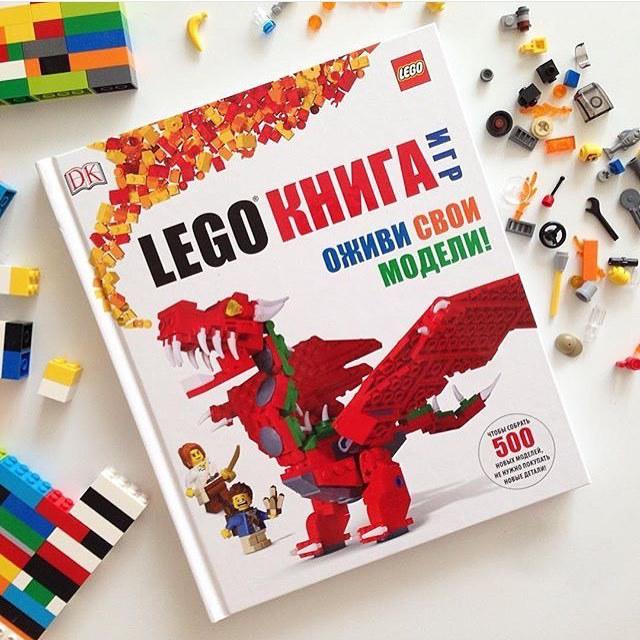 DK
LEGO
LEGO® КНИГА ИГР
ОЖИВИ СВОИ
МОДЕЛИ!
ЧТОБЫ СОБРАТЬ
500
НОВЫХ МОДЕЛЕЙ,
НЕ НУЖНО ПОКУПАТЬ
НОВЫЕ ДЕТАЛИ!